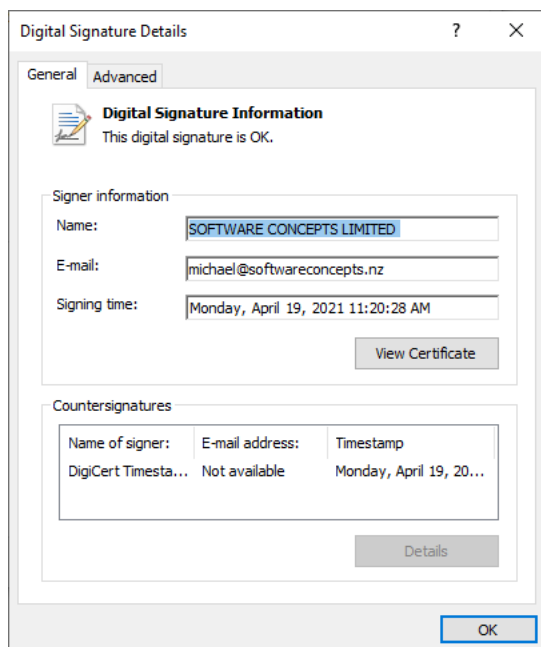 Digital Signature Details ? ×
General Advanced
Digital Signature Information
This digital signature is OK.
Signer information
Name: SOFTWARE CONCEPTS LIMITED
E-mail: michael@softwareconcepts.nz
Signing time: Monday, April 19, 2021 11:20:28 AM
View Certificate
Countersignatures
Name of signer: E-mail address: Timestamp
DigiCert Timesta... Not available Monday, April 19, 20...
Details
OK